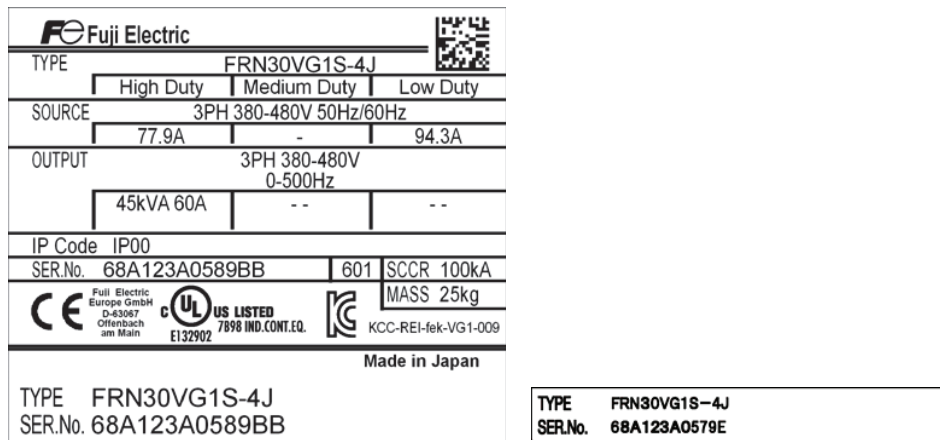 Fe Fuji Electric
TYPE FRN30VG1S-4J
High Duty Medium Duty Low Duty
SOURCE 3PH 380-480V 50Hz/60Hz
77.9A - 94.3A
OUTPUT 3PH 380-480V
0-500Hz
45kVA 60A - - - -
IP Code IP00
SER.No. 68A123A0589BB 601 SCCR 100kA
MASS 25kg
CE Fuji Electric
Europe GmbH
D-63067
Offenbach
am Main
C UL US LISTED
7B98 IND.CONT.EQ.
E132902
KCC-REI-fek-VG1-009
Made in Japan
TYPE FRN30VG1S-4J
SER.No. 68A123A0589BB
TYPE FRN30VG1S-4J
SER.No. 68A123A0579E